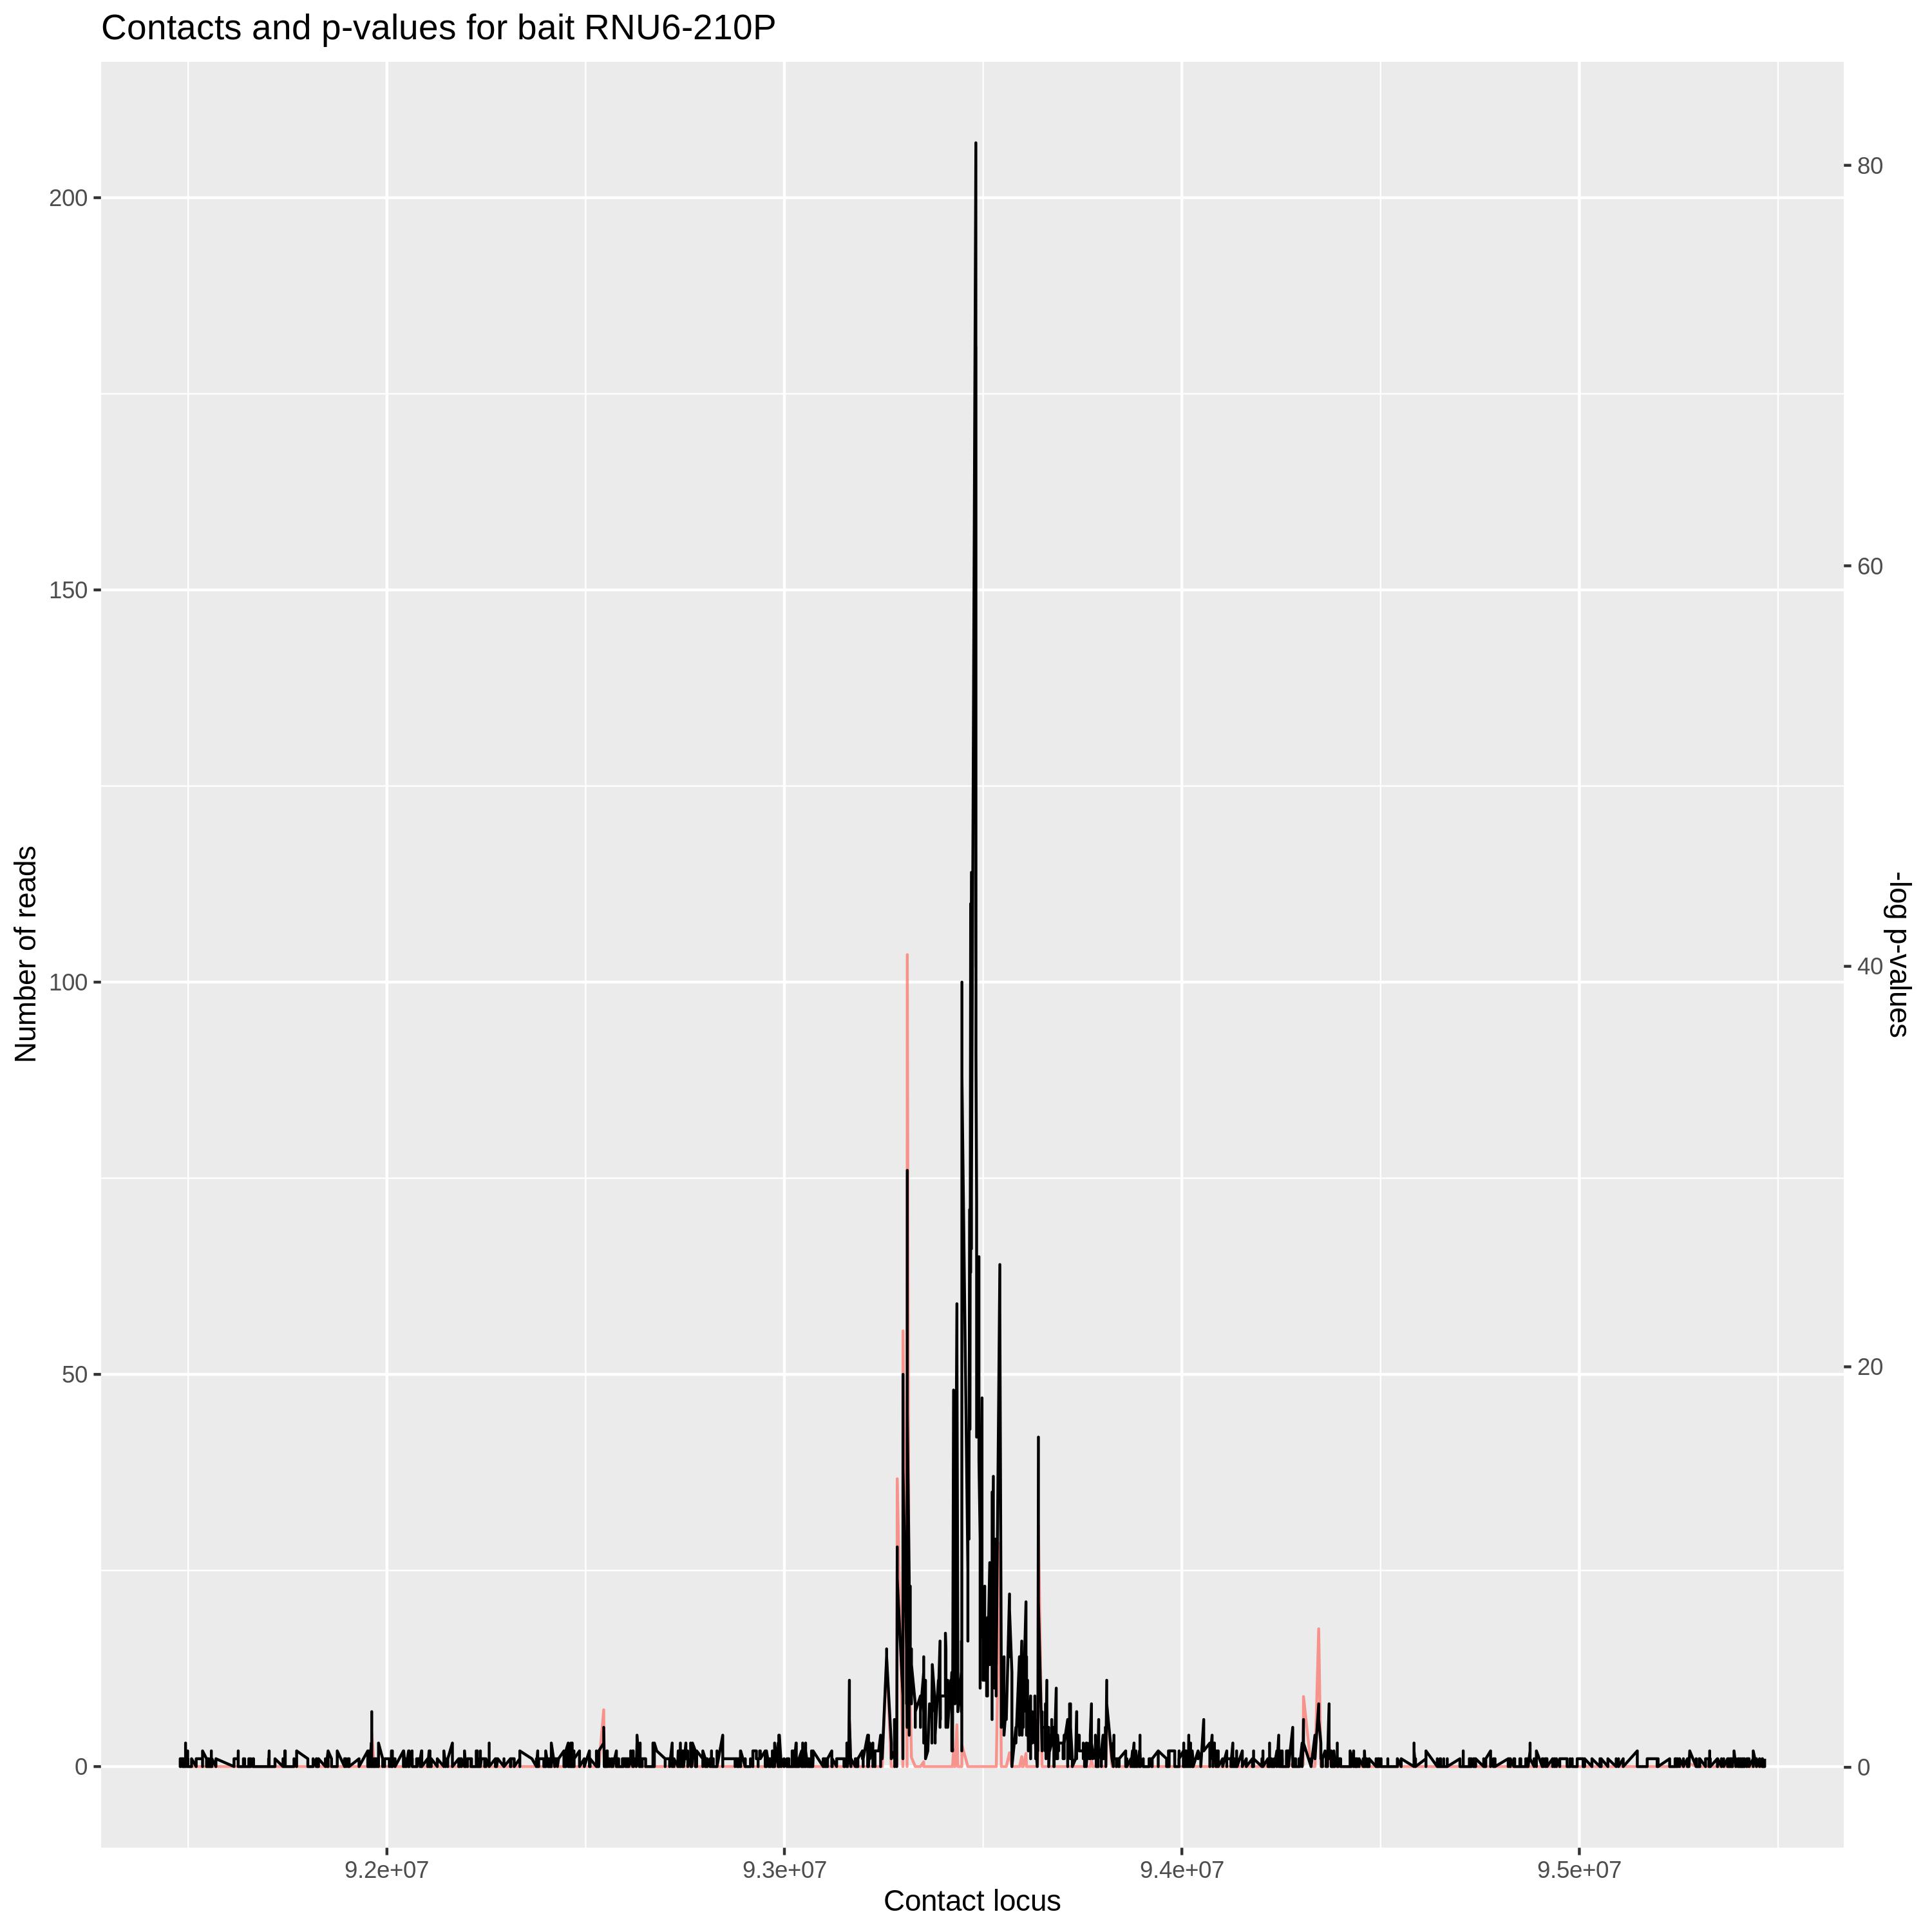 Contacts and p-values for bait RNU6-210P
200
150
100
50
0
80
60
40
20
0
9.2e+07
9.3e+07
9.4e+07
9.5e+07
Number of reads
-log p-values
Contact locus